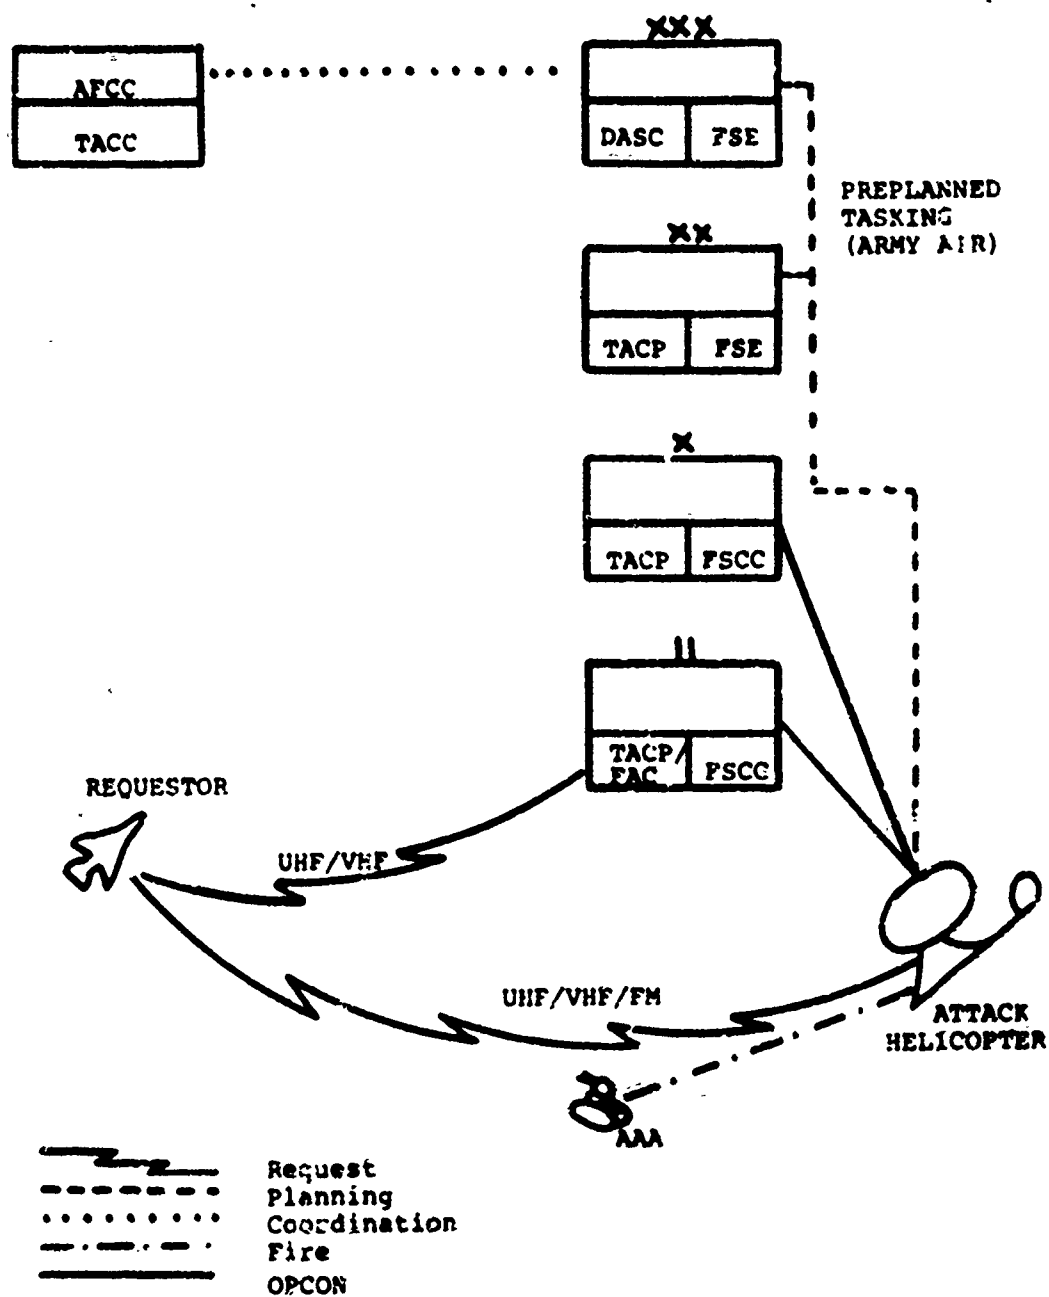 XXX
AFCC
TACC
DASC FSE
PREPLANNED
TASKING
(ARMY AIR)
XX
TACP FSE
X
TACP FSCC
II
TACP/
FAC
FSCC
REQUESTOR
UHF/VHF
UHF/VHF/FM
ATTACK
HELICOPTER
AAA
Request
Planning
Coordination
Fire
OPCON